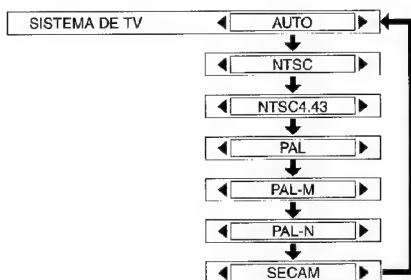 SISTEMA DE TV AUTO
NTSC
NTSC4.43
PAL
PAL-M
PAL-N
SECAM